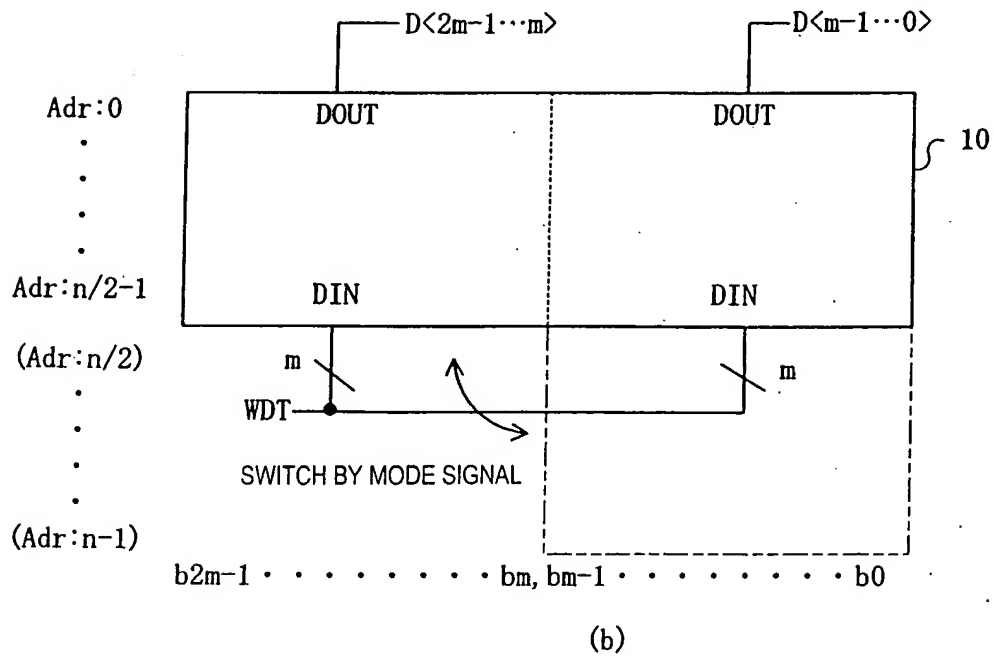 D<2m-1···m> D<m-1···0>
Adr:0 DOUT DOUT 10
Adr:n/2-1 DIN DIN
(Adr:n/2) m m
WDT
SWITCH BY MODE SIGNAL
(Adr:n-1)
b2m-1 · · · · · · · · bm, bm-1 · · · · · · · · b0
(b)